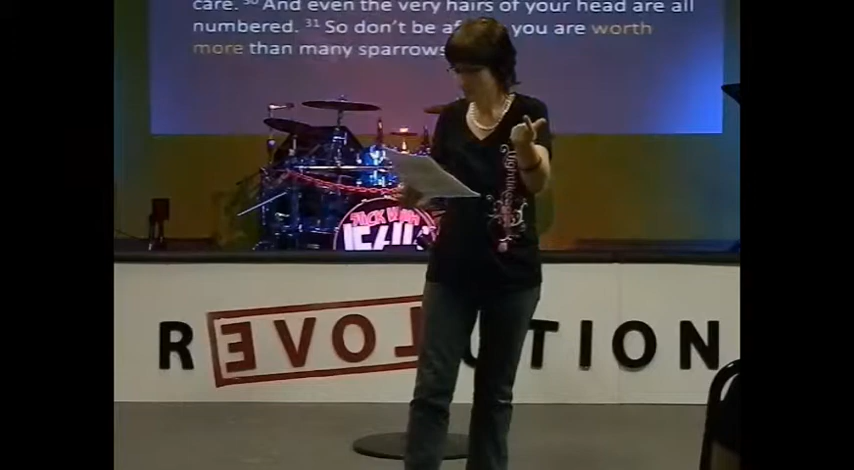 care. 30 And even the very hairs of your head are all
numbered. 31 So don't be you are worth
more than many sparrows
JESUS
REVOLUTION